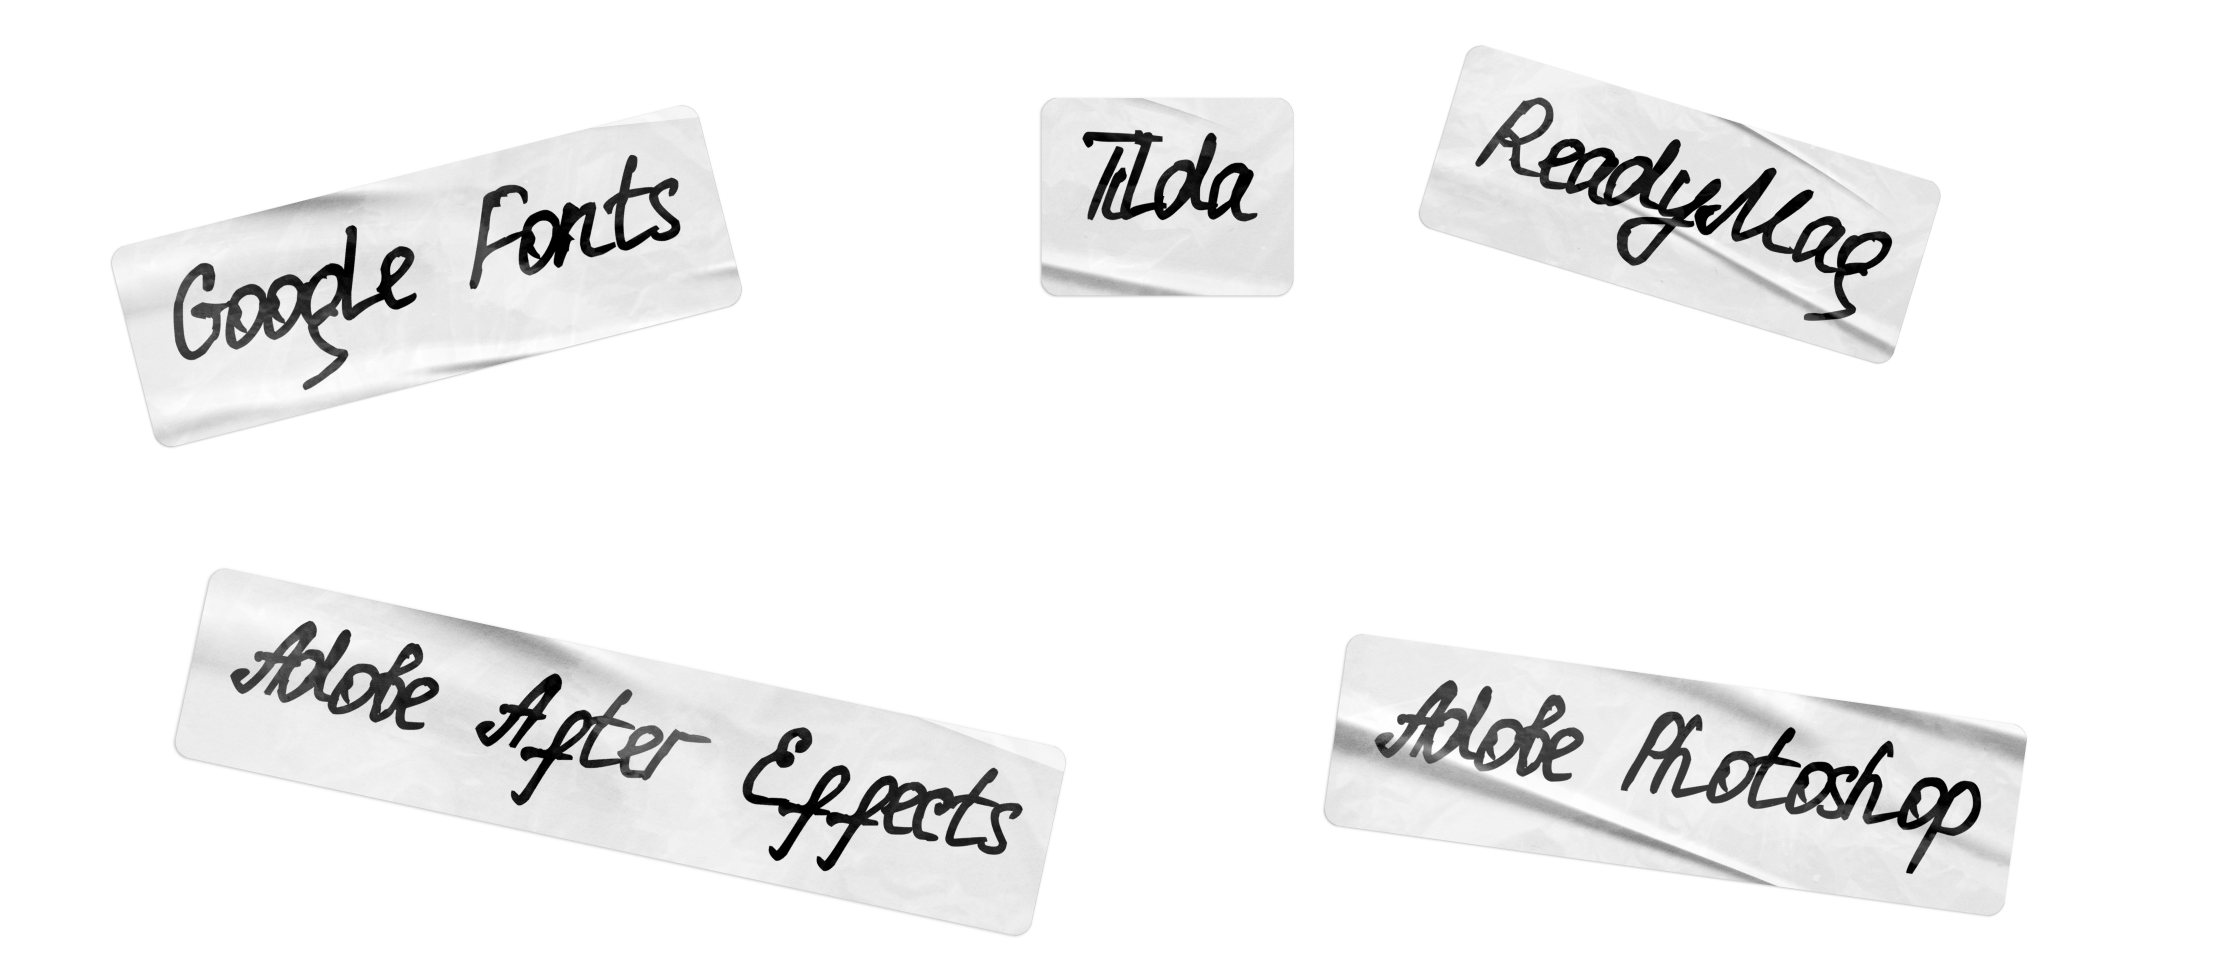 Google Fonts
Tilda
ReadyMag
Adobe After Effects
Adobe Photoshop